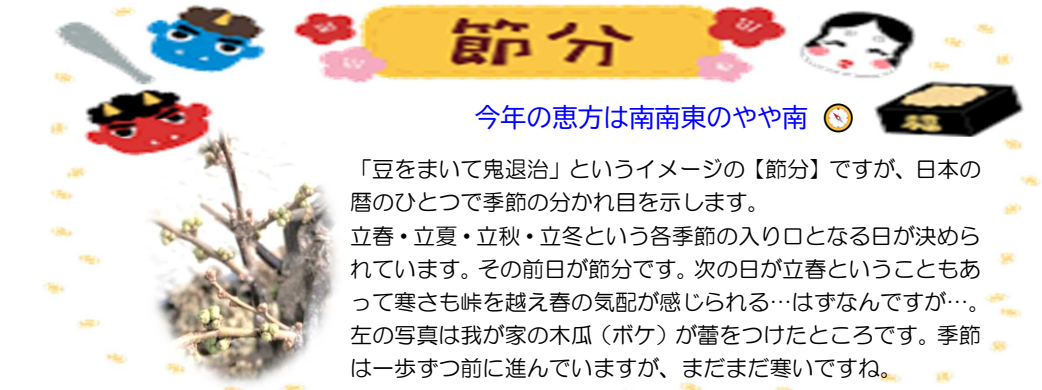 節分
今年の恵方は南南東のやや南
福
「豆をまいて鬼退治」というイメージの【節分】ですが、日本の
暦のひとつで季節の分かれ目を示します。
立春・立夏・立秋・立冬という各季節の入り口となる日が決めら
れています。その前日が節分です。次の日が立春ということもあ
って寒さも峠を越え春の気配が感じられる…はずなんですが…。
左の写真は我が家の木瓜（ボケ）が蕾をつけたところです。季節
は一歩ずつ前に進んでいますが、まだまだ寒いですね。